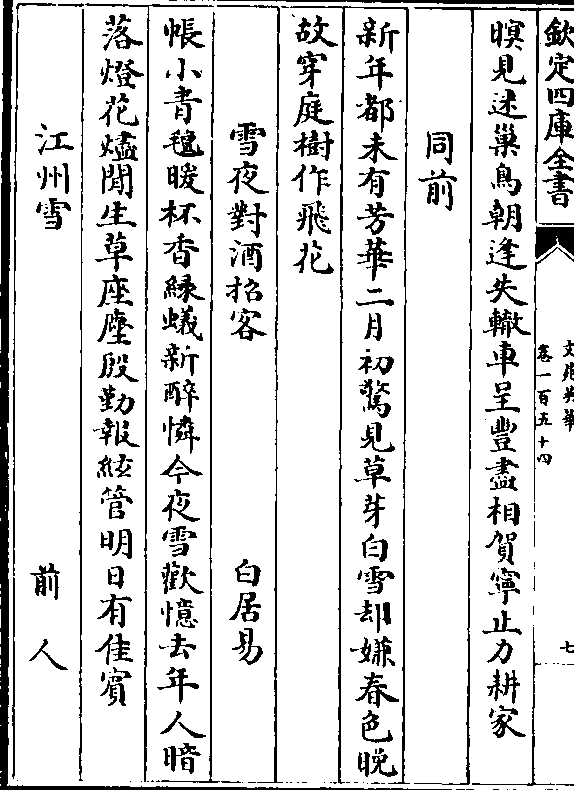 欽定四庫全書
文苑英華
卷一百五十四
七
暝見迷巢鳥朝逢失轍車呈豐盡相賀寧止力耕家
同前
新年都未有芳華二月初驚見草芽白雪却嫌春色晚
故穿庭樹作飛花
雪夜對酒招客 白居易
帳小青氊暖杯香緑蟻新醉憐今夜雪歡憶去年人暗
落燈花燼閒生草座塵殷勤報絃管明日有佳賓
江州雪 前人